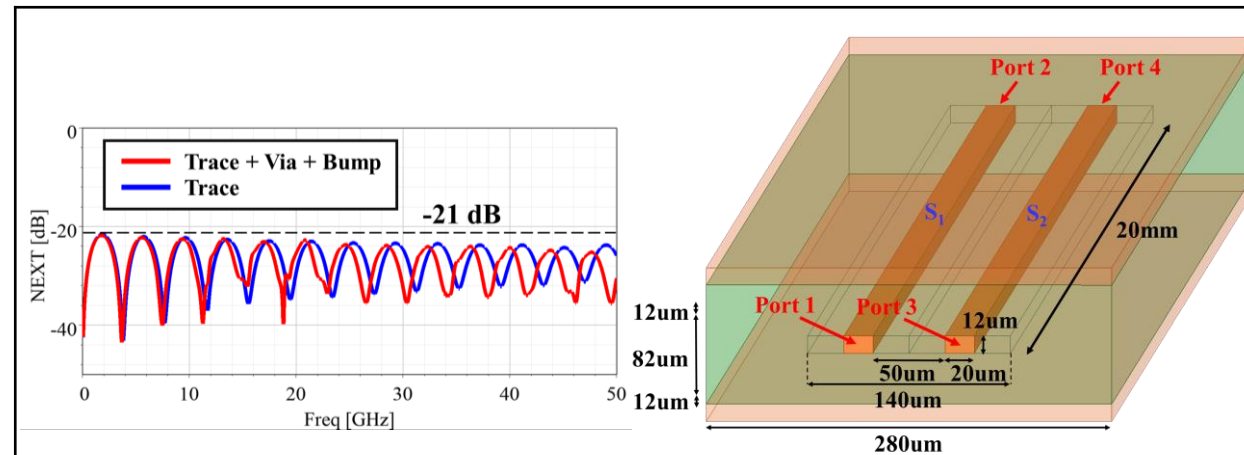 0
-20
-40
NEXT [dB]
Trace + Via + Bump
Trace
-21 dB
0
10
20
30
40
50
Freq [GHz]
Port 2
Port 4
S1
S2
20mm
Port 1
Port 3
12um
12um
82um
12um
50um
20um
140um
280um